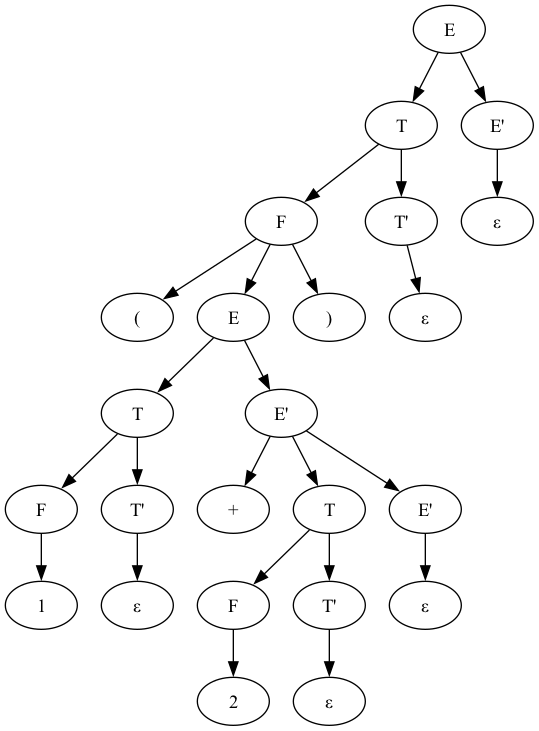 E
T E'
F T' ε
( E ) ε
T E'
F T' + T E'
1 ε F T' ε
2 ε